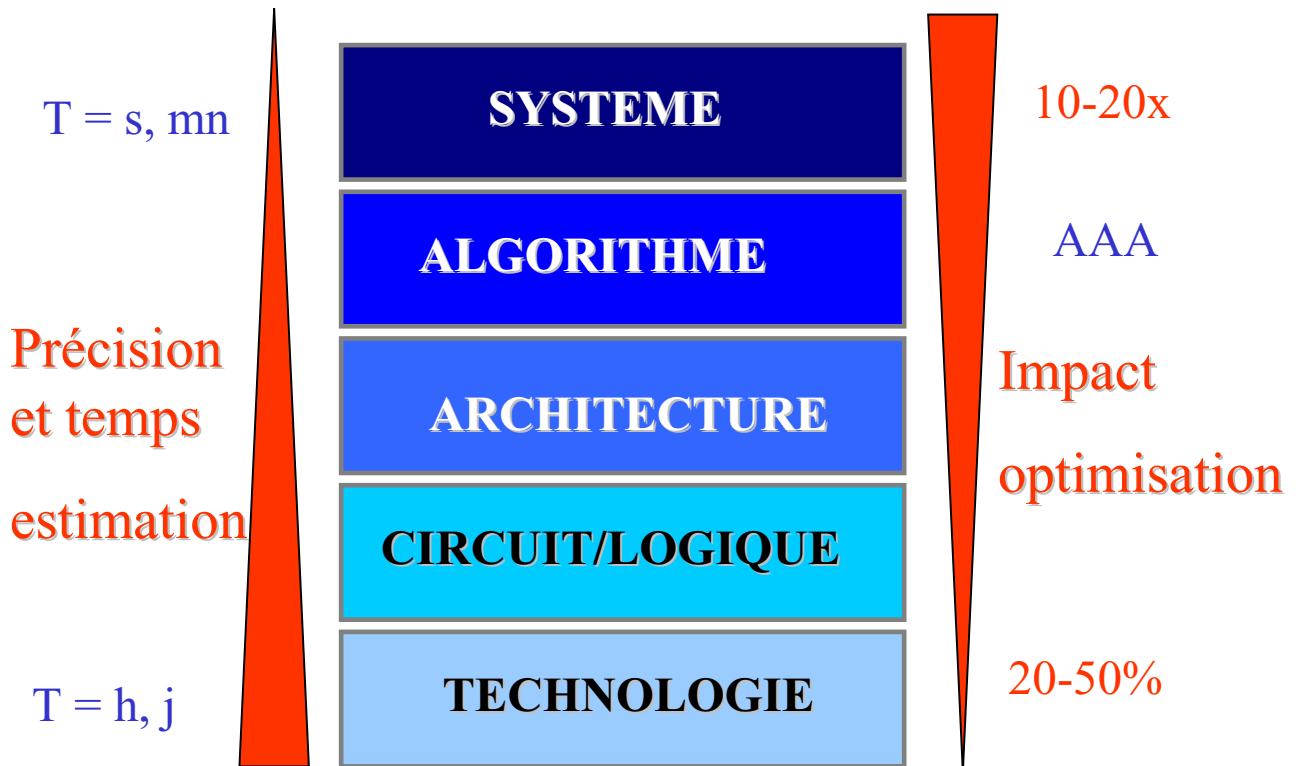 SYSTEME
T = s, mn
10-20x
ALGORITHME
AAA
Précision
et temps
estimation
ARCHITECTURE
Impact
optimisation
CIRCUIT/LOGIQUE
TECHNOLOGIE
T = h, j
20-50%